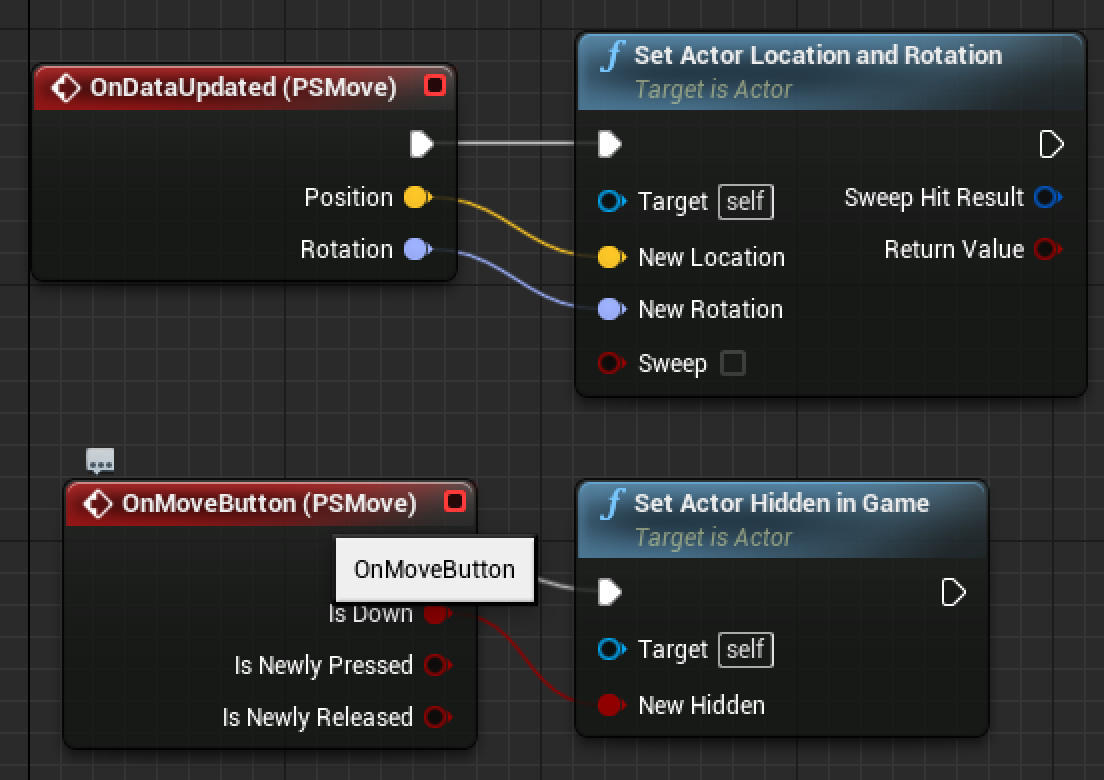 OnDataUpdated (PSMove)
Position
Rotation
f Set Actor Location and Rotation
Target is Actor
Target self
New Location
New Rotation
Sweep
Sweep Hit Result
Return Value
OnMoveButton (PSMove)
OnMoveButton
Is Down
Is Newly Pressed
Is Newly Released
f Set Actor Hidden in Game
Target is Actor
Target self
New Hidden